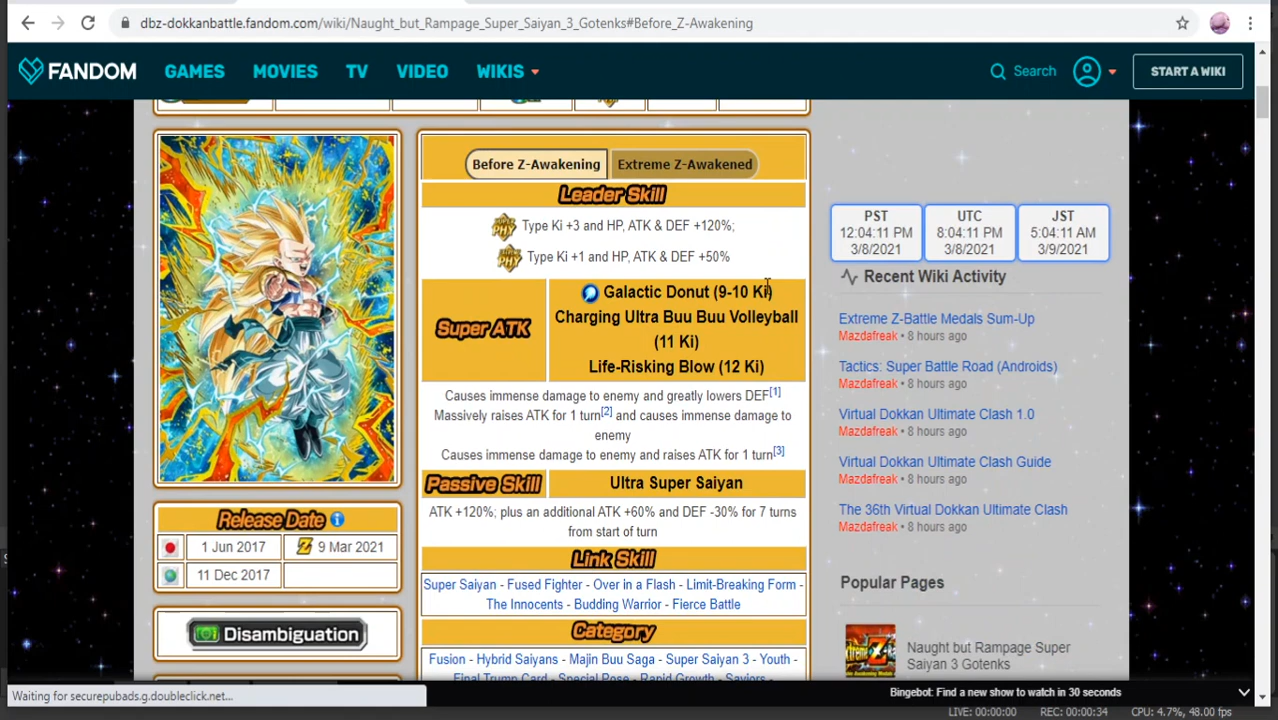 dbz-dokkanbattle.fandom.com/wiki/Naught_but_Rampage_Super_Saiyan_3_Gotenks#Before_Z-Awakening
FANDOM GAMES MOVIES TV VIDEO WIKIS Search START A WIKI
Before Z-Awakening Extreme Z-Awakened
Leader Skill
SUPER PHY Type Ki +3 and HP, ATK & DEF +120%;
PHY Type Ki +1 and HP, ATK & DEF +50%
Super ATK
Galactic Donut (9-10 Ki)
Charging Ultra Buu Buu Volleyball
(11 Ki)
Life-Risking Blow (12 Ki)
Causes immense damage to enemy and greatly lowers DEF[1]
Massively raises ATK for 1 turn[2] and causes immense damage to
enemy
Causes immense damage to enemy and raises ATK for 1 turn[3]
Passive Skill Ultra Super Saiyan
ATK +120%; plus an additional ATK +60% and DEF -30% for 7 turns
from start of turn
Link Skill
Super Saiyan - Fused Fighter - Over in a Flash - Limit-Breaking Form -
The Innocents - Budding Warrior - Fierce Battle
Category
Fusion - Hybrid Saiyans - Majin Buu Saga - Super Saiyan 3 - Youth -
Final Trump Card - Special Pose - Rapid Growth - Saviors -
Release Date
1 Jun 2017 Z 9 Mar 2021
11 Dec 2017
Disambiguation
PST UTC JST
12:04:11 PM 8:04:11 PM 5:04:11 AM
3/8/2021 3/8/2021 3/9/2021
Recent Wiki Activity
Extreme Z-Battle Medals Sum-Up
Mazdafreak • 8 hours ago
Tactics: Super Battle Road (Androids)
Mazdafreak • 8 hours ago
Virtual Dokkan Ultimate Clash 1.0
Mazdafreak • 8 hours ago
Virtual Dokkan Ultimate Clash Guide
Mazdafreak • 8 hours ago
The 36th Virtual Dokkan Ultimate Clash
Mazdafreak • 8 hours ago
Popular Pages
Naught but Rampage Super
Saiyan 3 Gotenks
Waiting for securepubads.g.doubleclick.net...
Bingebot: Find a new show to watch in 30 seconds
LIVE: 00:00:00 REC: 00:00:34 CPU: 4.7%, 48.00 fps